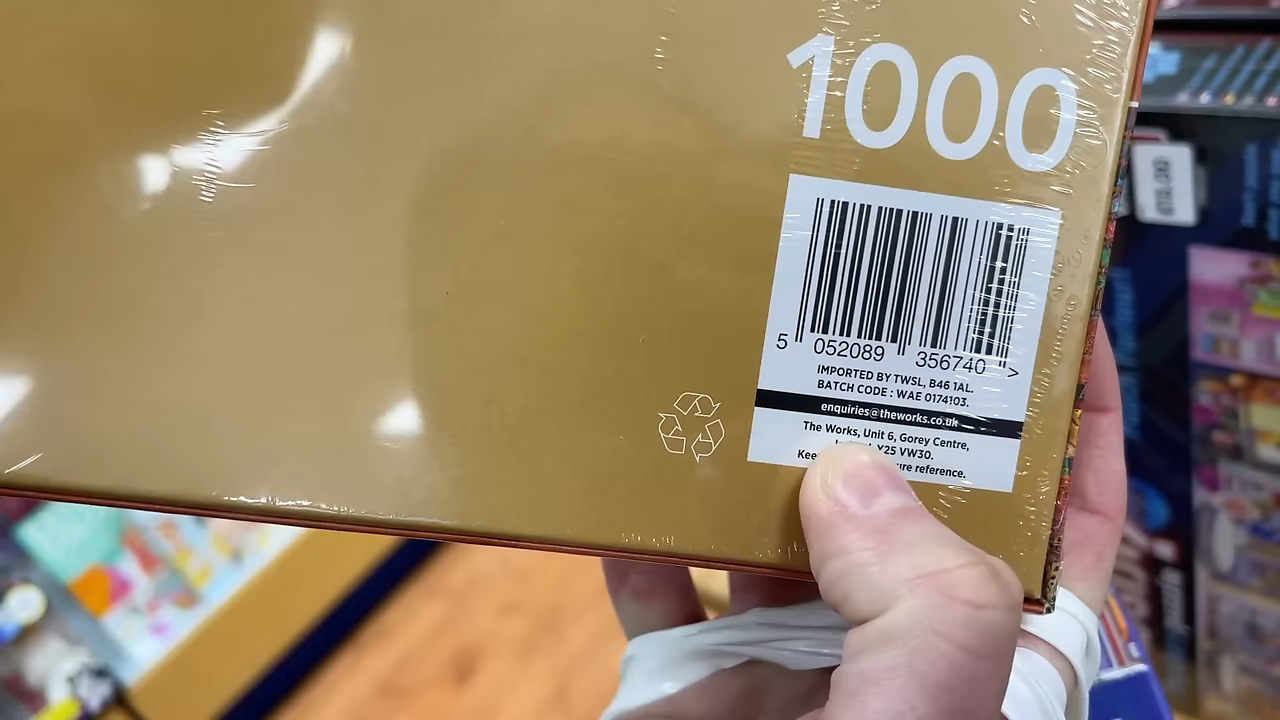 1000
5 052089 356740 >
IMPORTED BY TWSL, B46 1AL.
BATCH CODE : WAE 0174103.
enquiries@theworks.co.uk
The Works, Unit 6, Gorey Centre,
Y25 VW30.
reference.